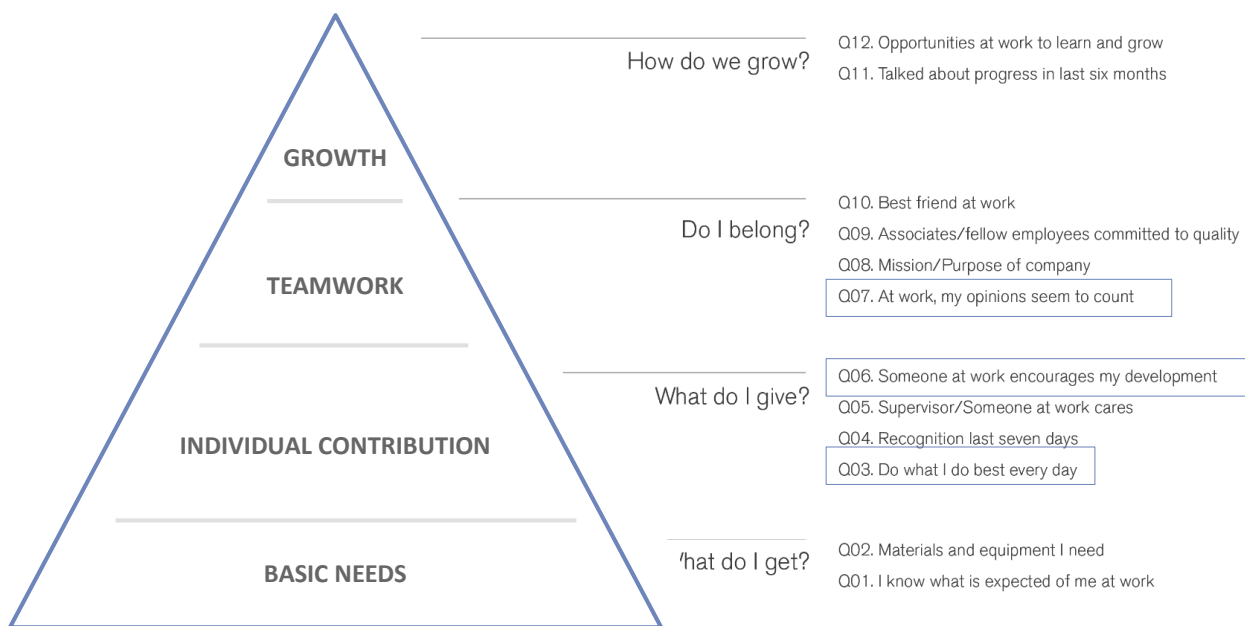 How do we grow?
Q12. Opportunities at work to learn and grow
Q11. Talked about progress in last six months
GROWTH
Do I belong?
Q10. Best friend at work
Q09. Associates/fellow employees committed to quality
Q08. Mission/Purpose of company
Q07. At work, my opinions seem to count
TEAMWORK
What do I give?
Q06. Someone at work encourages my development
Q05. Supervisor/Someone at work cares
Q04. Recognition last seven days
Q03. Do what I do best every day
INDIVIDUAL CONTRIBUTION
'hat do I get?
Q02. Materials and equipment I need
Q01. I know what is expected of me at work
BASIC NEEDS